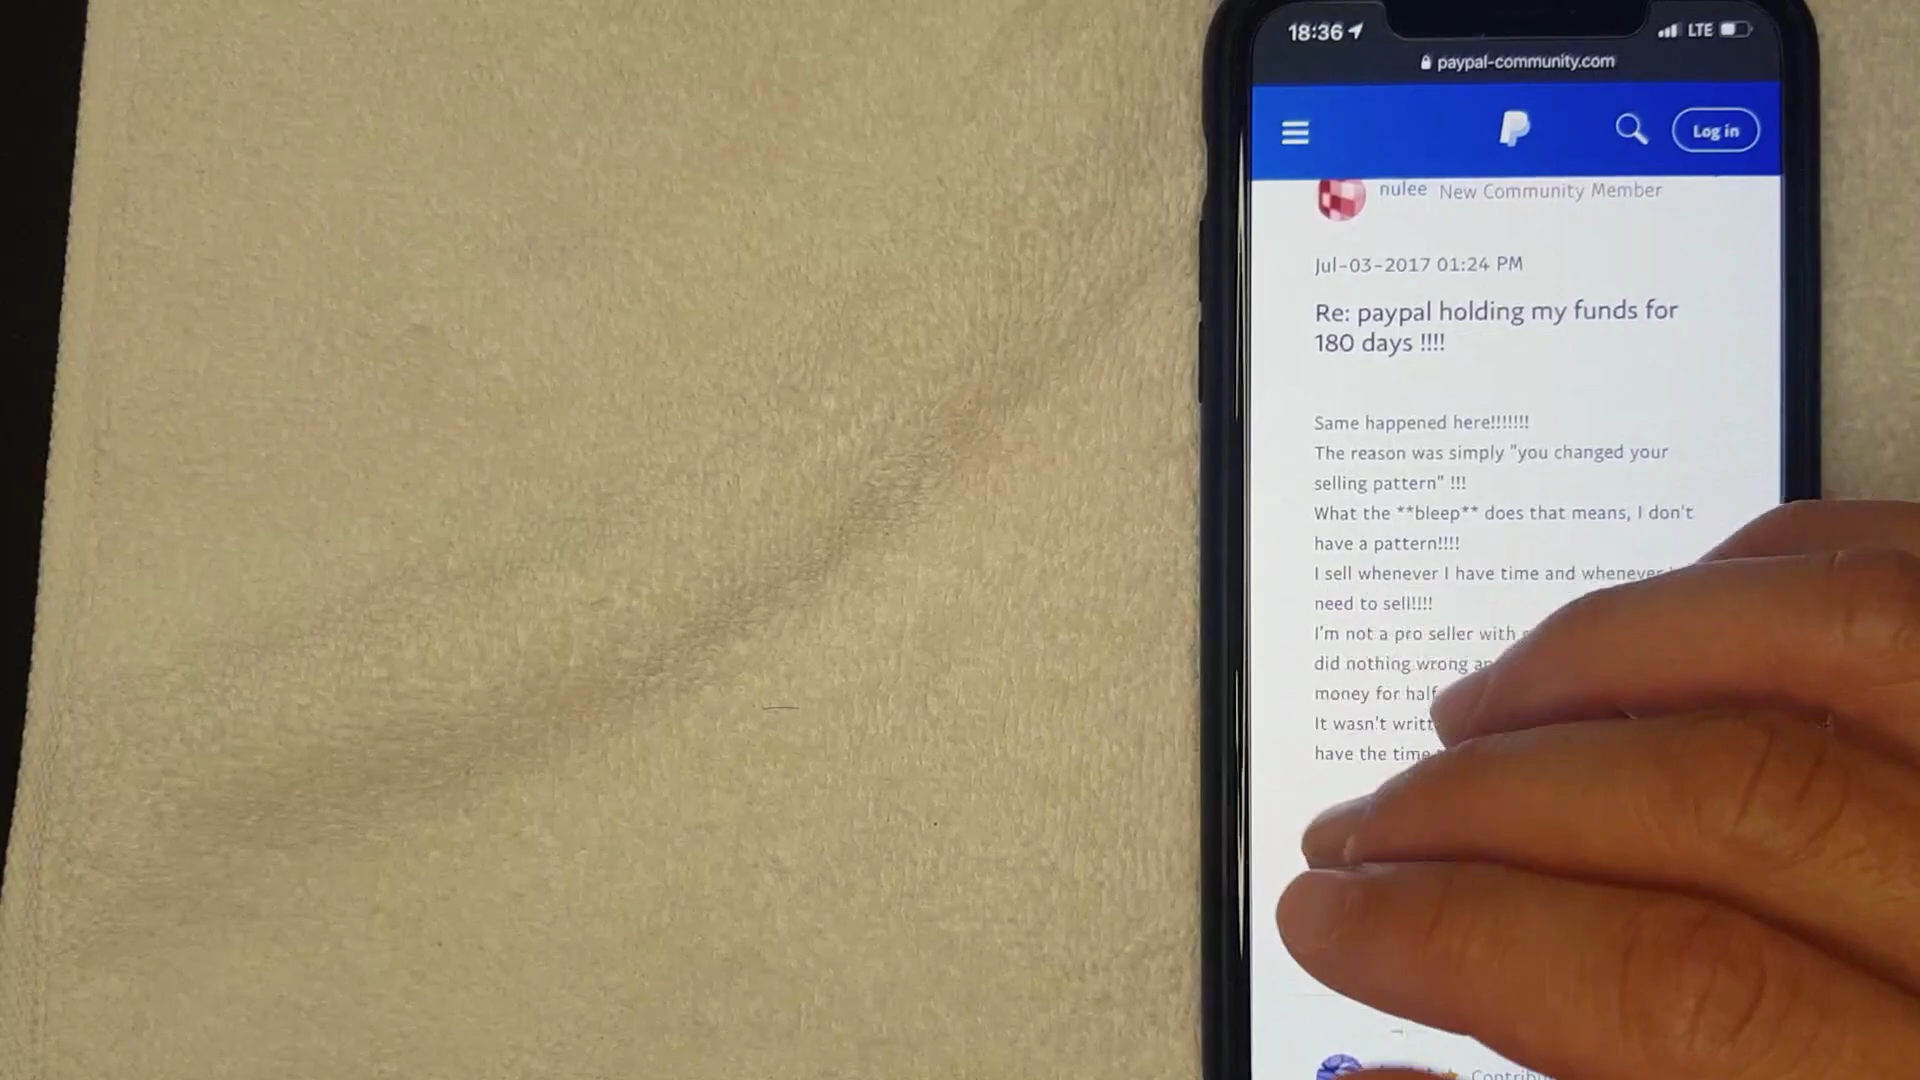 18:36 LTE
paypal-community.com
Log in
nulee New Community Member
Jul-03-2017 01:24 PM
Re: paypal holding my funds for
180 days !!!!
Same happened here!!!!!!!
The reason was simply "you changed your
selling pattern" !!!
What the **bleep** does that means, I don't
have a pattern!!!!
I sell whenever I have time and whenever
need to sell!!!!
I'm not a pro seller with
did nothing wrong
money for half
It wasn't
have the time